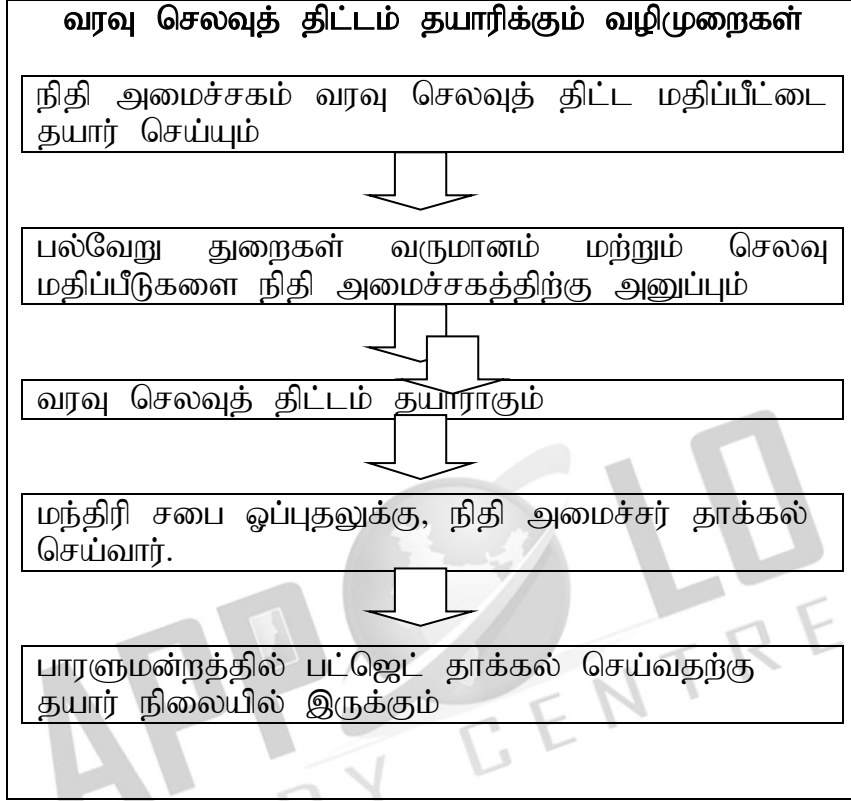 வரவு செலவுத் திட்டம் தயாரிக்கும் வழிமுறைகள்
நிதி அமைச்சகம் வரவு செலவுத் திட்ட மதிப்பீட்டை
தயார் செய்யும்
பல்வேறு துறைகள் வருமானம் மற்றும் செலவு
மதிப்பீடுகளை நிதி அமைச்சகத்திற்கு அனுப்பும்
வரவு செலவுத் திட்டம் தயாராகும்
மந்திரி சபை ஒப்புதலுக்கு, நிதி அமைச்சர் தாக்கல்
செய்வார்.
பாரளுமன்றத்தில் பட்ஜெட் தாக்கல் செய்வதற்கு
தயார் நிலையில் இருக்கும்
APPOLO
CENTRE